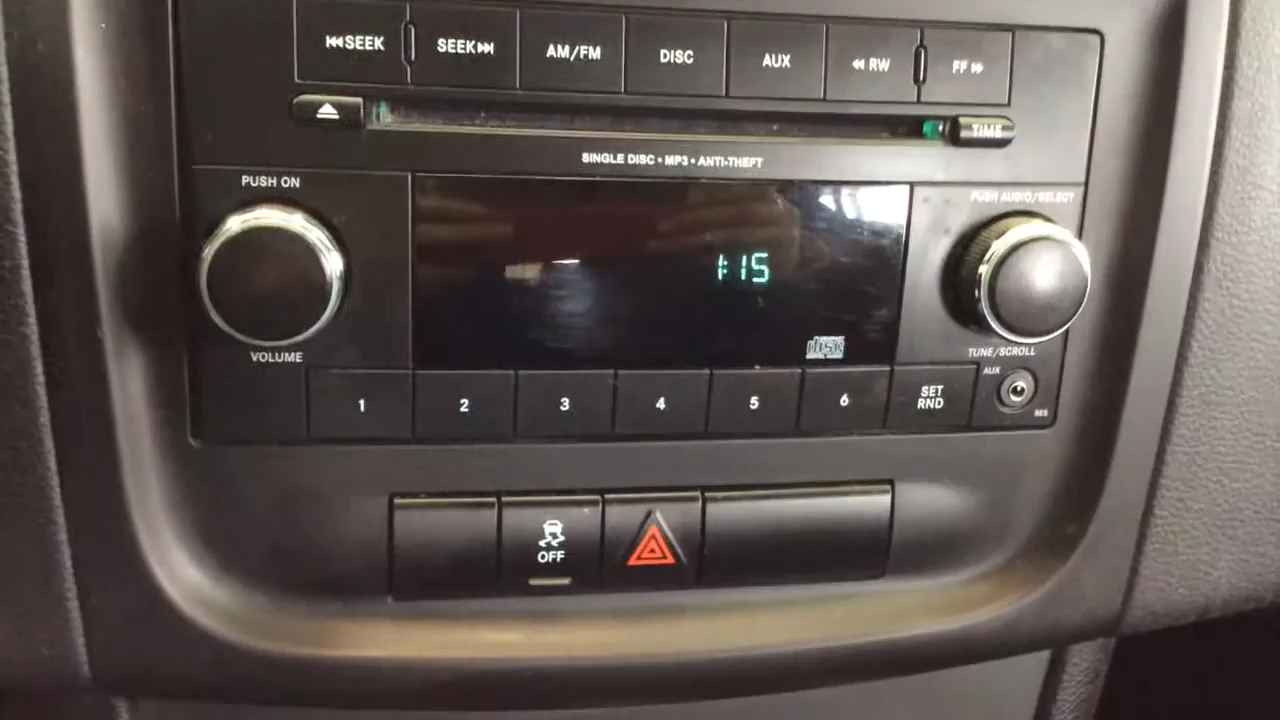 SEEK
SEEK
AM/FM
DISC
AUX
RW
FF
TIME
SINGLE DISC • MP3 • ANTI-THEFT
PUSH ON
PUSH AUDIO/SELECT
1:15
disc
VOLUME
TUNE/SCROLL
AUX
1
2
3
4
5
6
SET
RND
RES
OFF